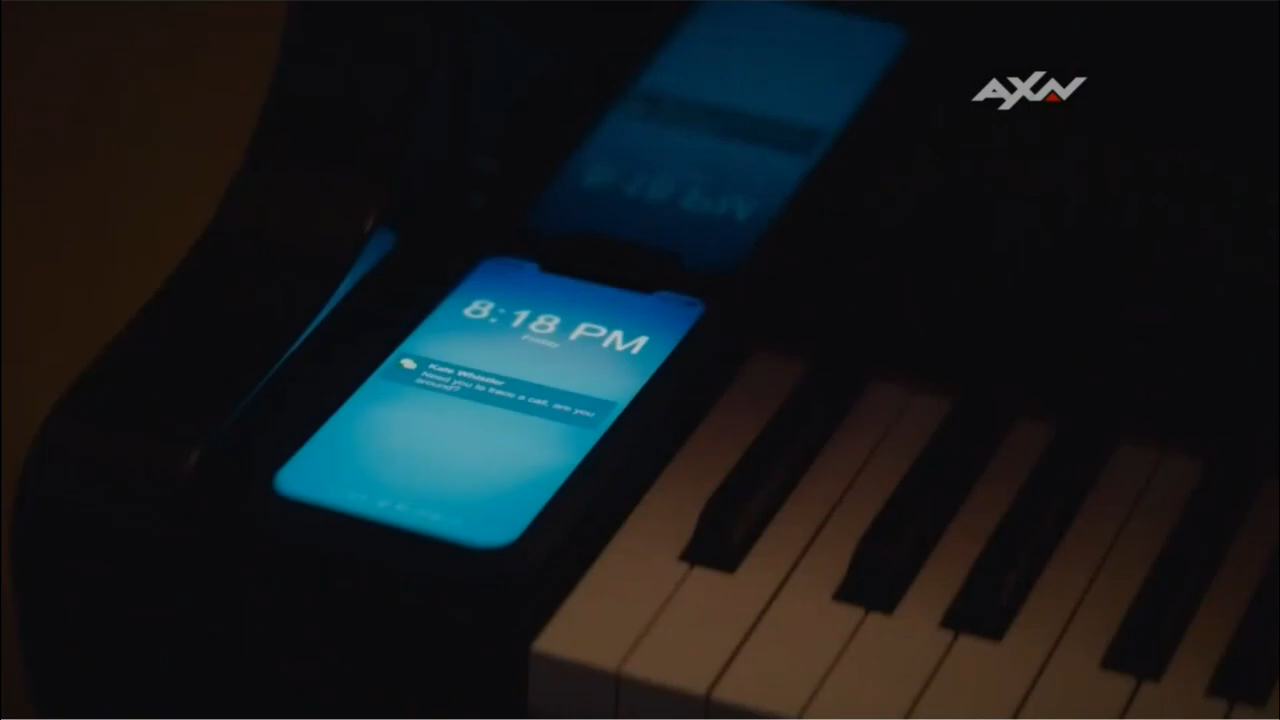 AXN
8:18 PM
Friday
Kate Whistler
Need you to trace a call, are you
around?